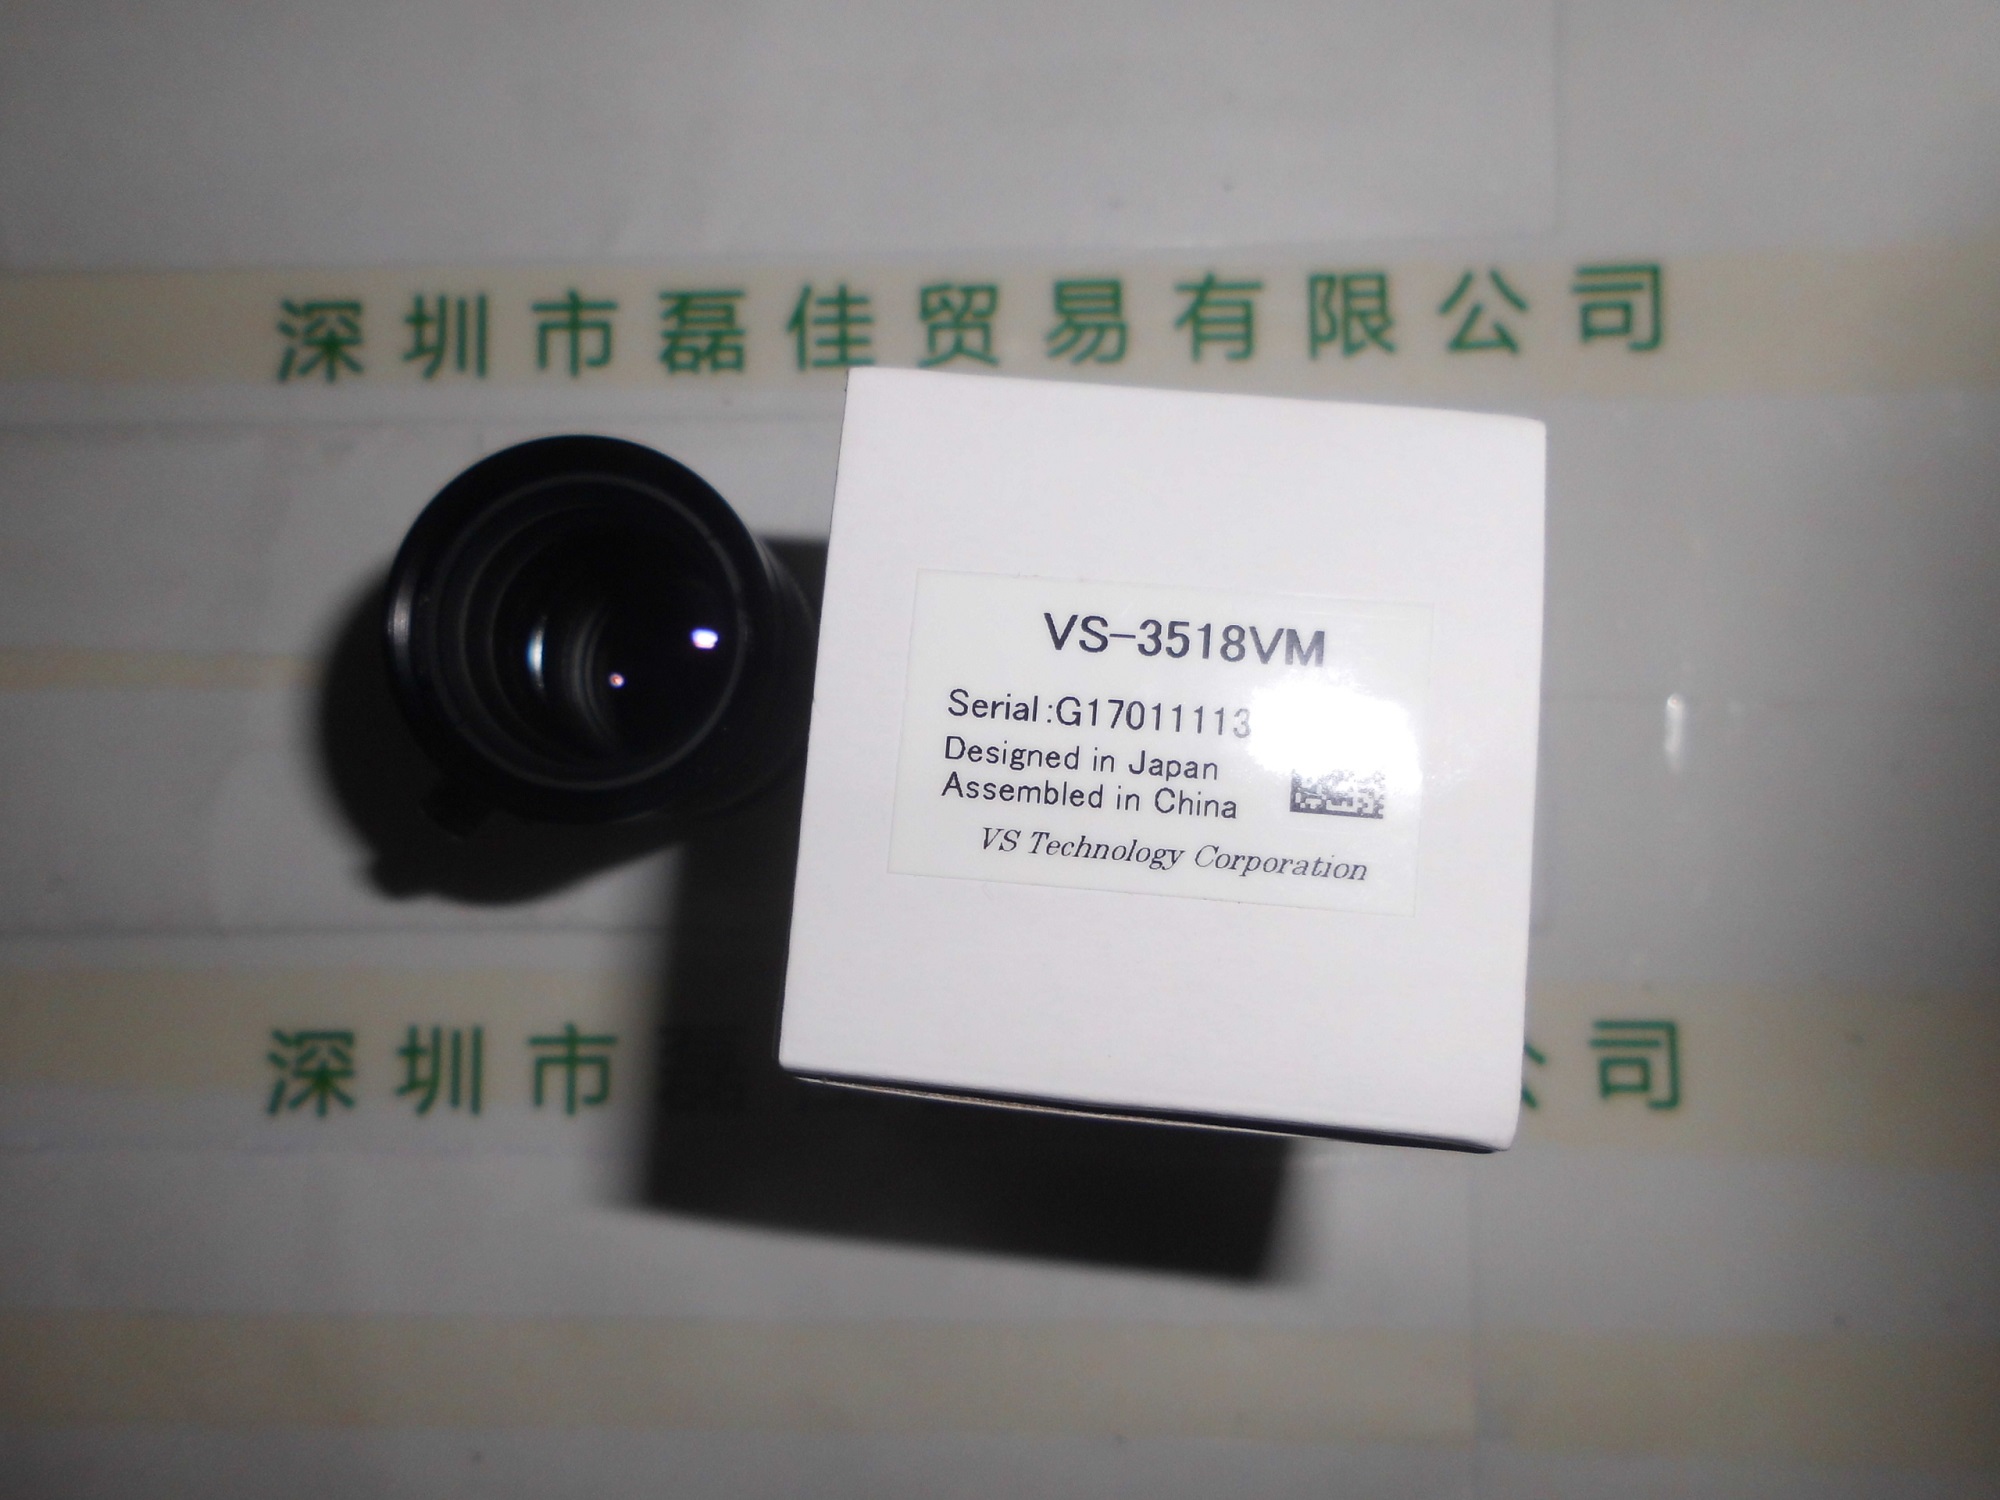 深圳市磊佳贸易有限公司
VS-3518VM
Serial:G17011113
Designed in Japan
Assembled in China
VS Technology Corporation
深圳市 公司